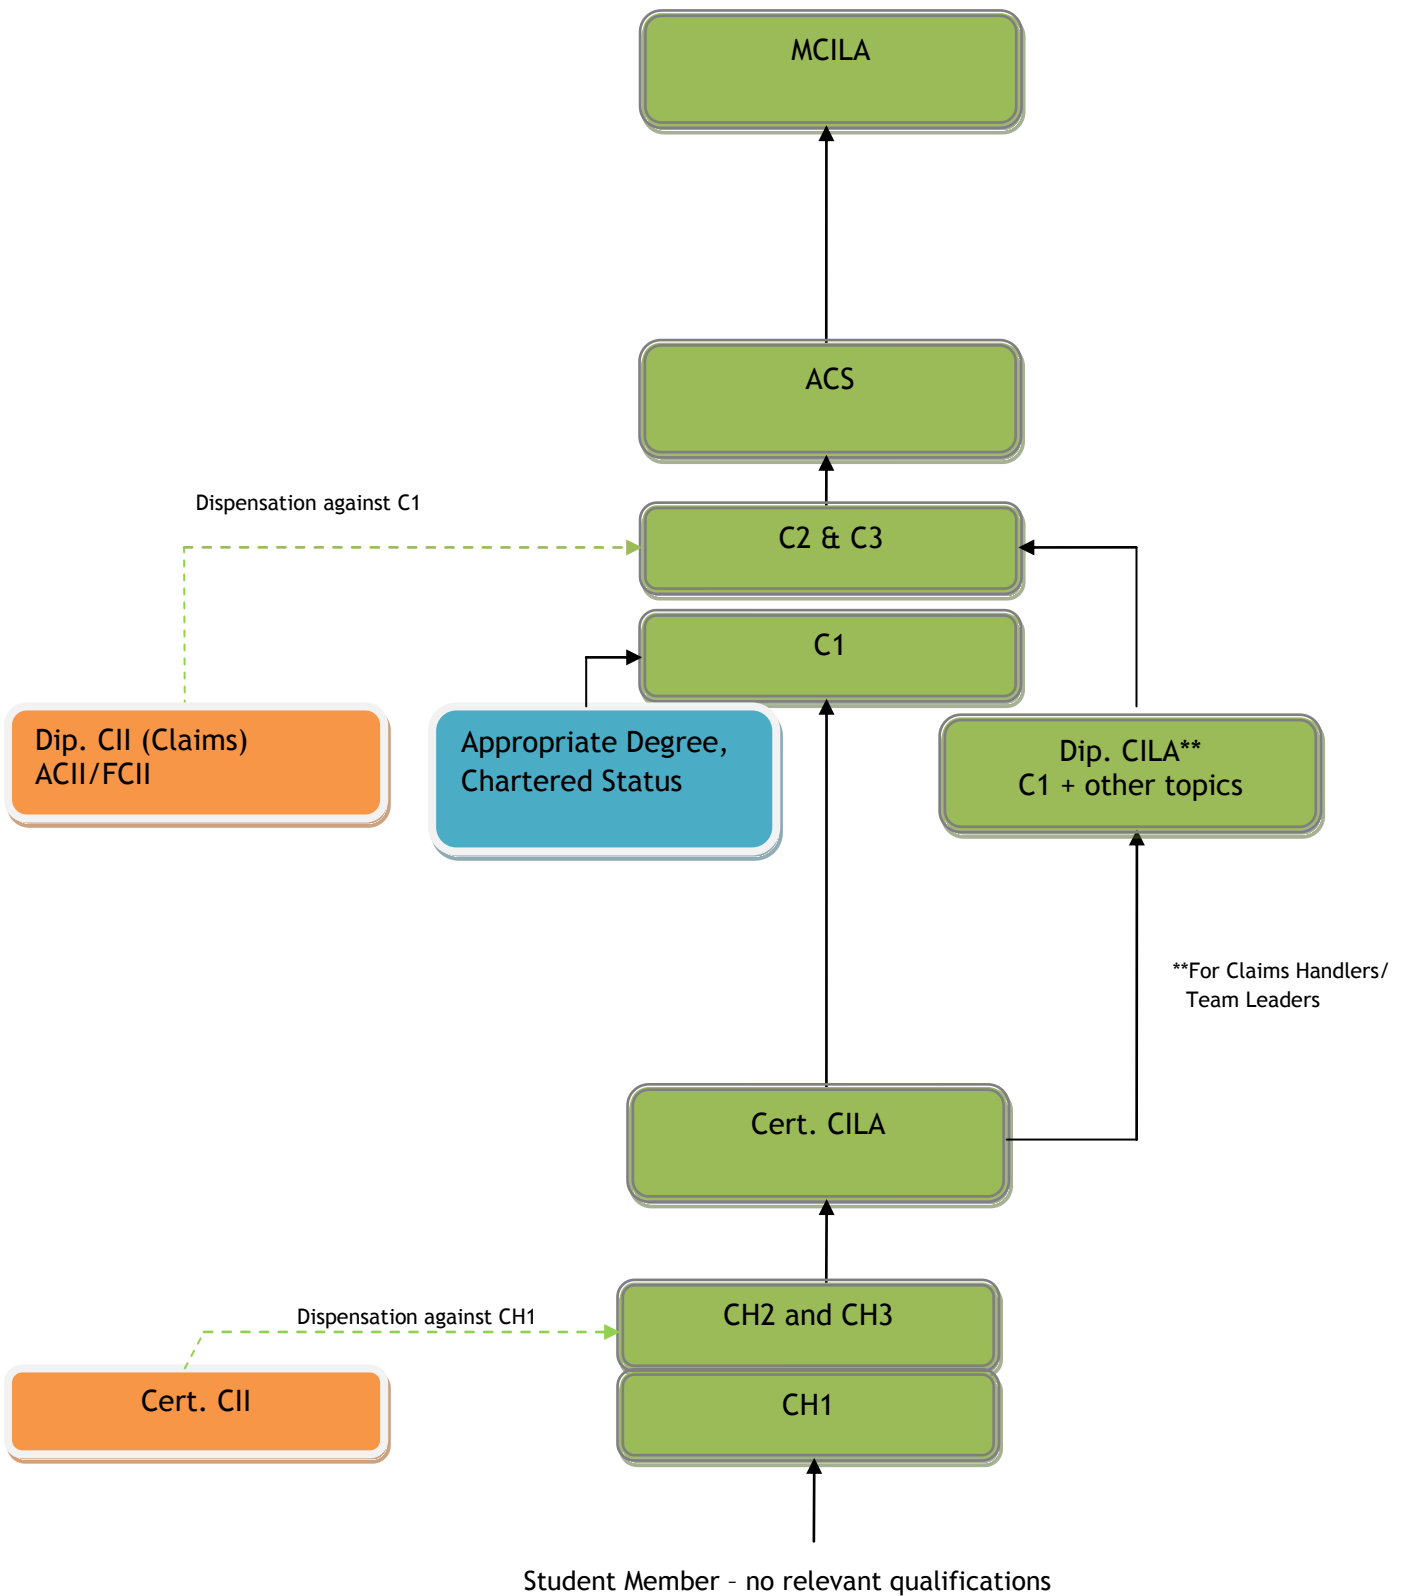 MCILA
ACS
Dispensation against C1
C2 & C3
C1
Dip. CII (Claims)
ACII/FCII
Appropriate Degree,
Chartered Status
Dip. CILA**
C1 + other topics
**For Claims Handlers/
Team Leaders
Cert. CILA
Dispensation against CH1
CH2 and CH3
Cert. CII
CH1
Student Member – no relevant qualifications